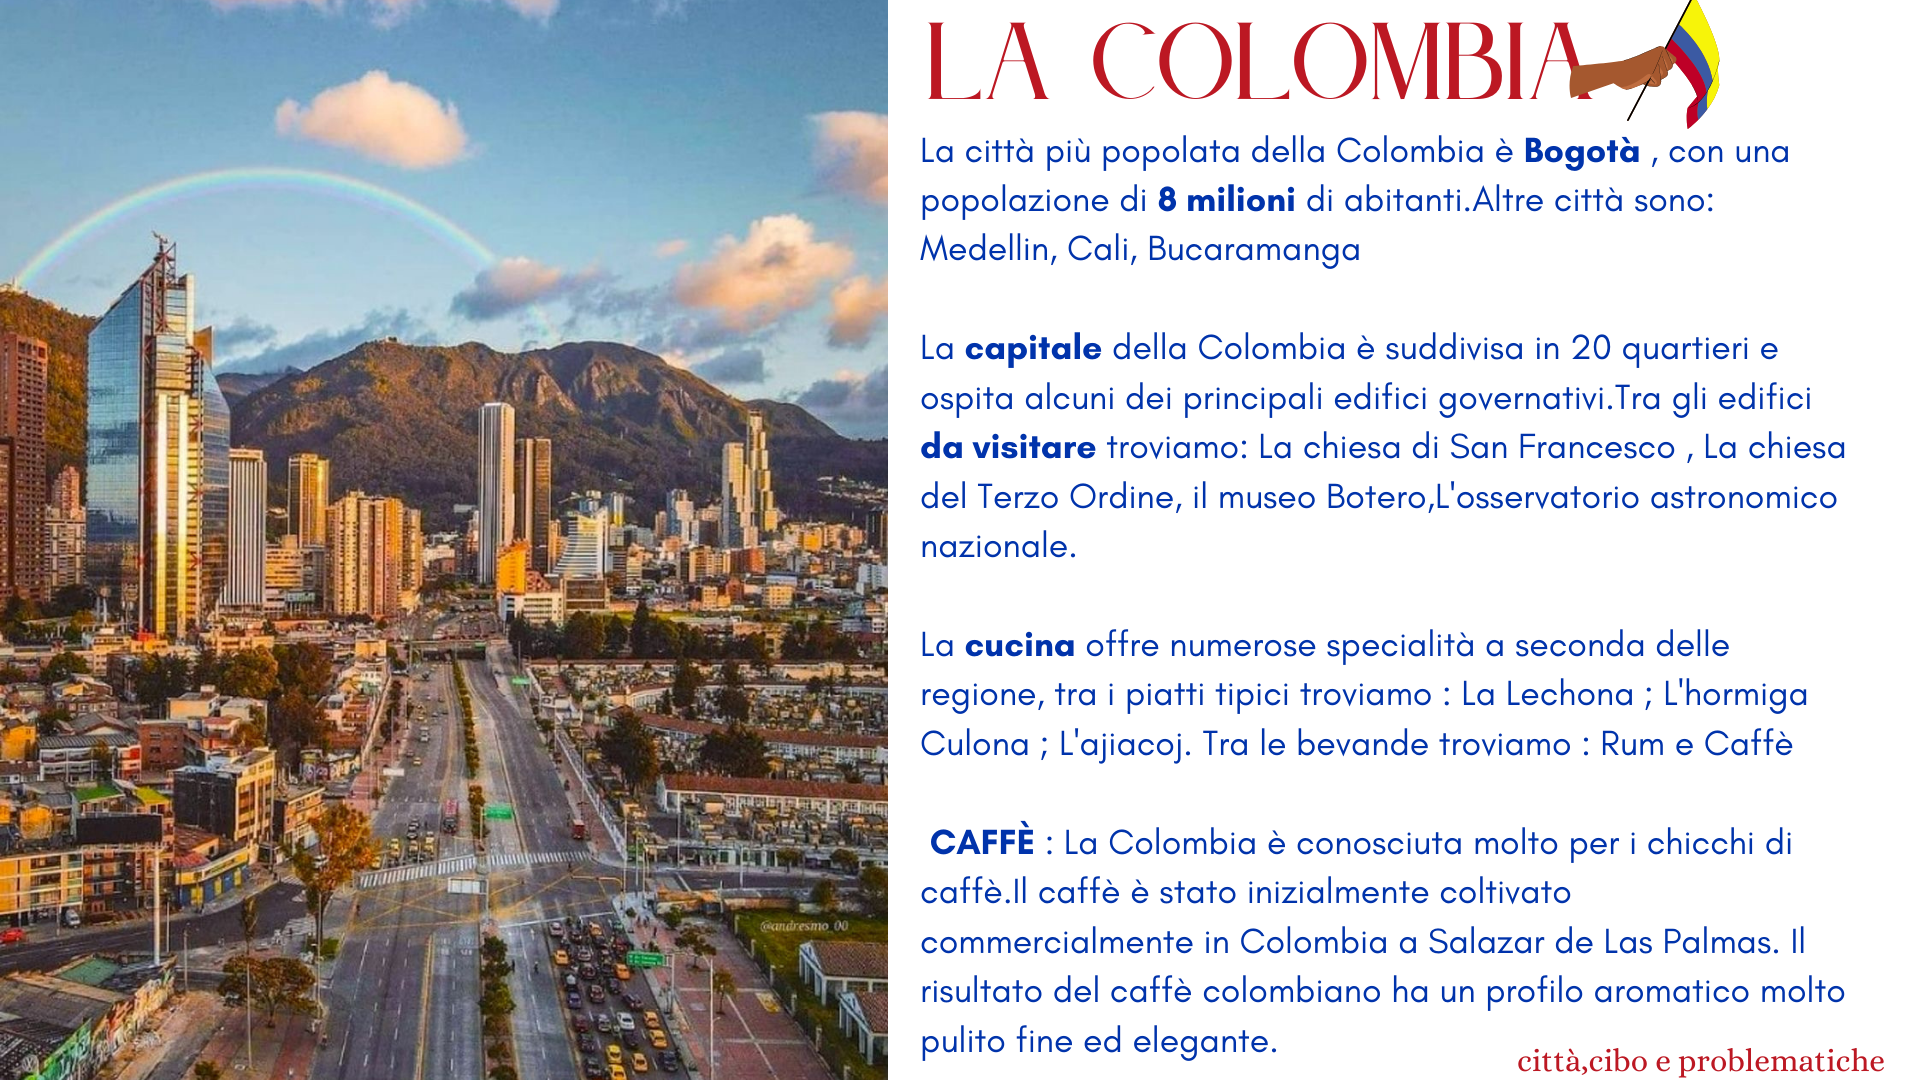 LA COLOMBIA
La città più popolata della Colombia è Bogotà , con una
popolazione di 8 milioni di abitanti.Altre città sono:
Medellin, Cali, Bucaramanga
La capitale della Colombia è suddivisa in 20 quartieri e
ospita alcuni dei principali edifici governativi.Tra gli edifici
da visitare troviamo: La chiesa di San Francesco , La chiesa
del Terzo Ordine, il museo Botero,L'osservatorio astronomico
nazionale.
La cucina offre numerose specialità a seconda delle
regione, tra i piatti tipici troviamo : La Lechona ; L'hormiga
Culona ; L'ajiacoj. Tra le bevande troviamo : Rum e Caffè
CAFFÈ : La Colombia è conosciuta molto per i chicchi di
caffè.Il caffè è stato inizialmente coltivato
commercialmente in Colombia a Salazar de Las Palmas. Il
risultato del caffè colombiano ha un profilo aromatico molto
pulito fine ed elegante.
città,cibo e problematiche
@andresmo_00